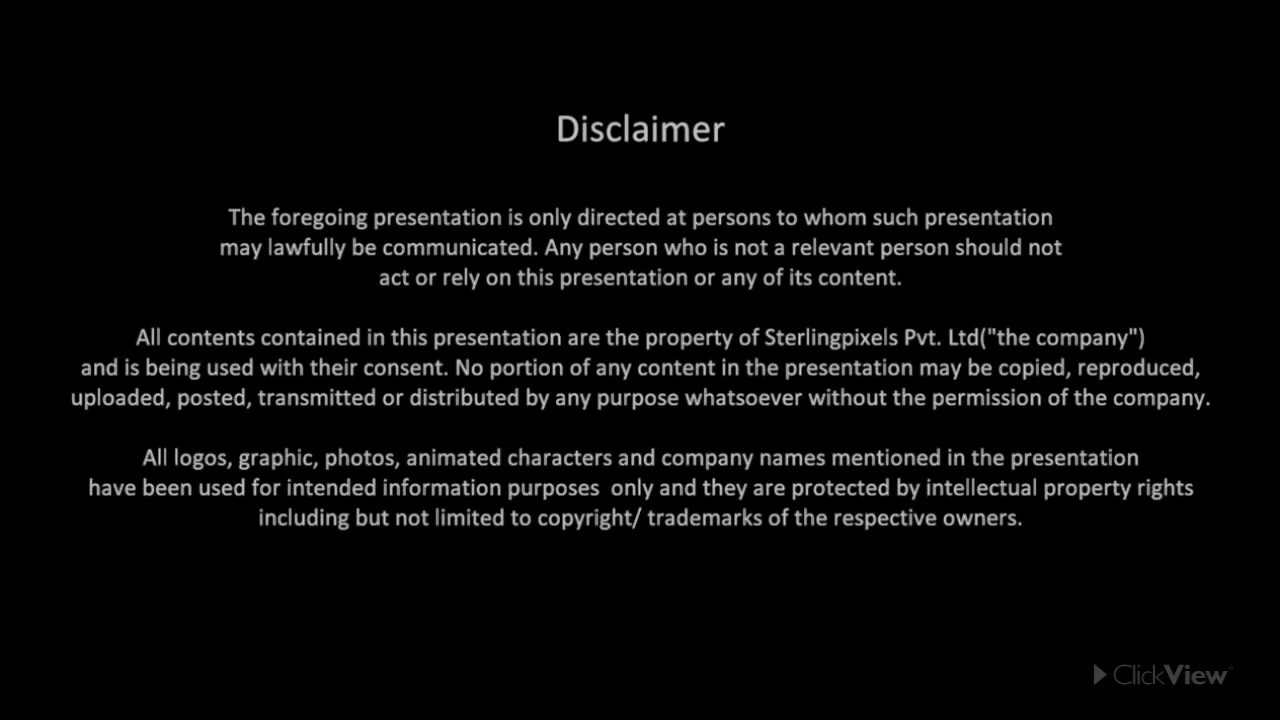 Disclaimer
The foregoing presentation is only directed at persons to whom such presentation
may lawfully be communicated. Any person who is not a relevant person should not
act or rely on this presentation or any of its content.
All contents contained in this presentation are the property of Sterlingpixels Pvt. Ltd("the company")
and is being used with their consent. No portion of any content in the presentation may be copied, reproduced,
uploaded, posted, transmitted or distributed by any purpose whatsoever without the permission of the company.
All logos, graphic, photos, animated characters and company names mentioned in the presentation
have been used for intended information purposes  only and they are protected by intellectual property rights
including but not limited to copyright/ trademarks of the respective owners.
ClickView